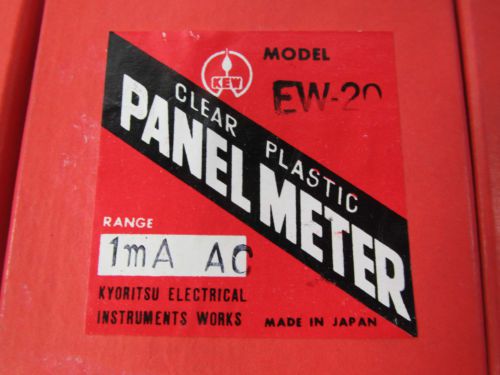 KEW
MODEL
EW-20
CLEAR PLASTIC
PANEL METER
RANGE
1mA AC
KYORITSU ELECTRICAL
INSTRUMENTS WORKS
MADE IN JAPAN